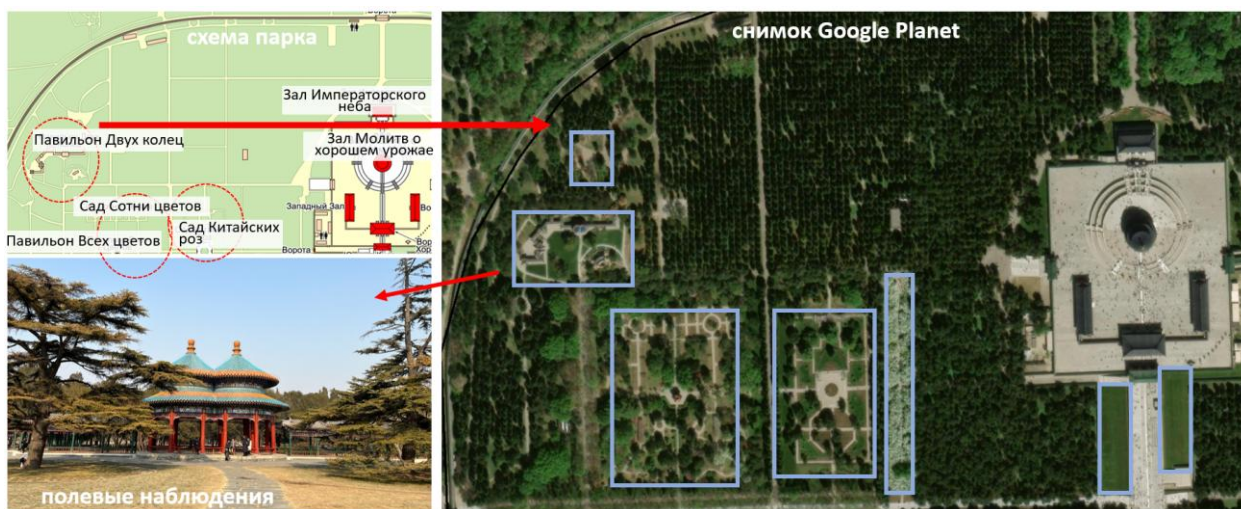 схема парка
Зал Императорского
неба
Павильон Двух колец
Зал Молитв о
хорошем урожае
Сад Сотни цветов
Западный Зал
Сад Китайских
роз
Павильон Всех цветов
Ворота
снимок Google Planet
полевые наблюдения